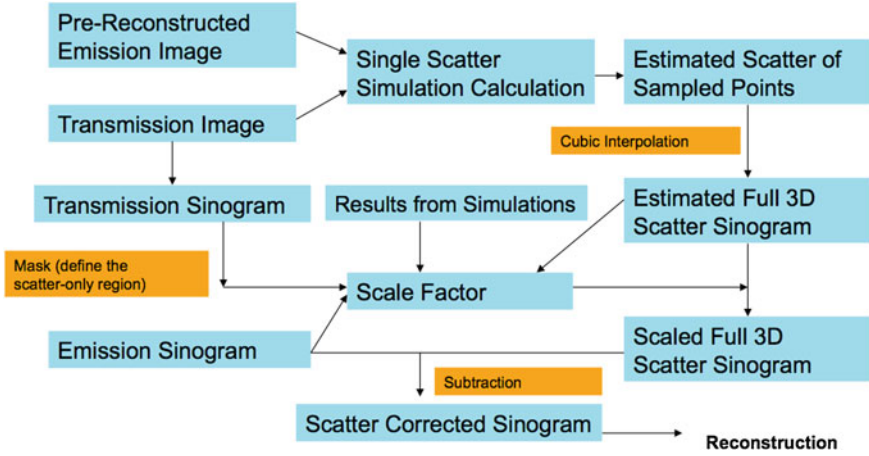 Pre-Reconstructed
Emission Image
Single Scatter
Simulation Calculation
Estimated Scatter of
Sampled Points
Transmission Image
Cubic Interpolation
Transmission Sinogram
Results from Simulations
Estimated Full 3D
Scatter Sinogram
Mask (define the
scatter-only region)
Scale Factor
Emission Sinogram
Scaled Full 3D
Scatter Sinogram
Subtraction
Scatter Corrected Sinogram
Reconstruction